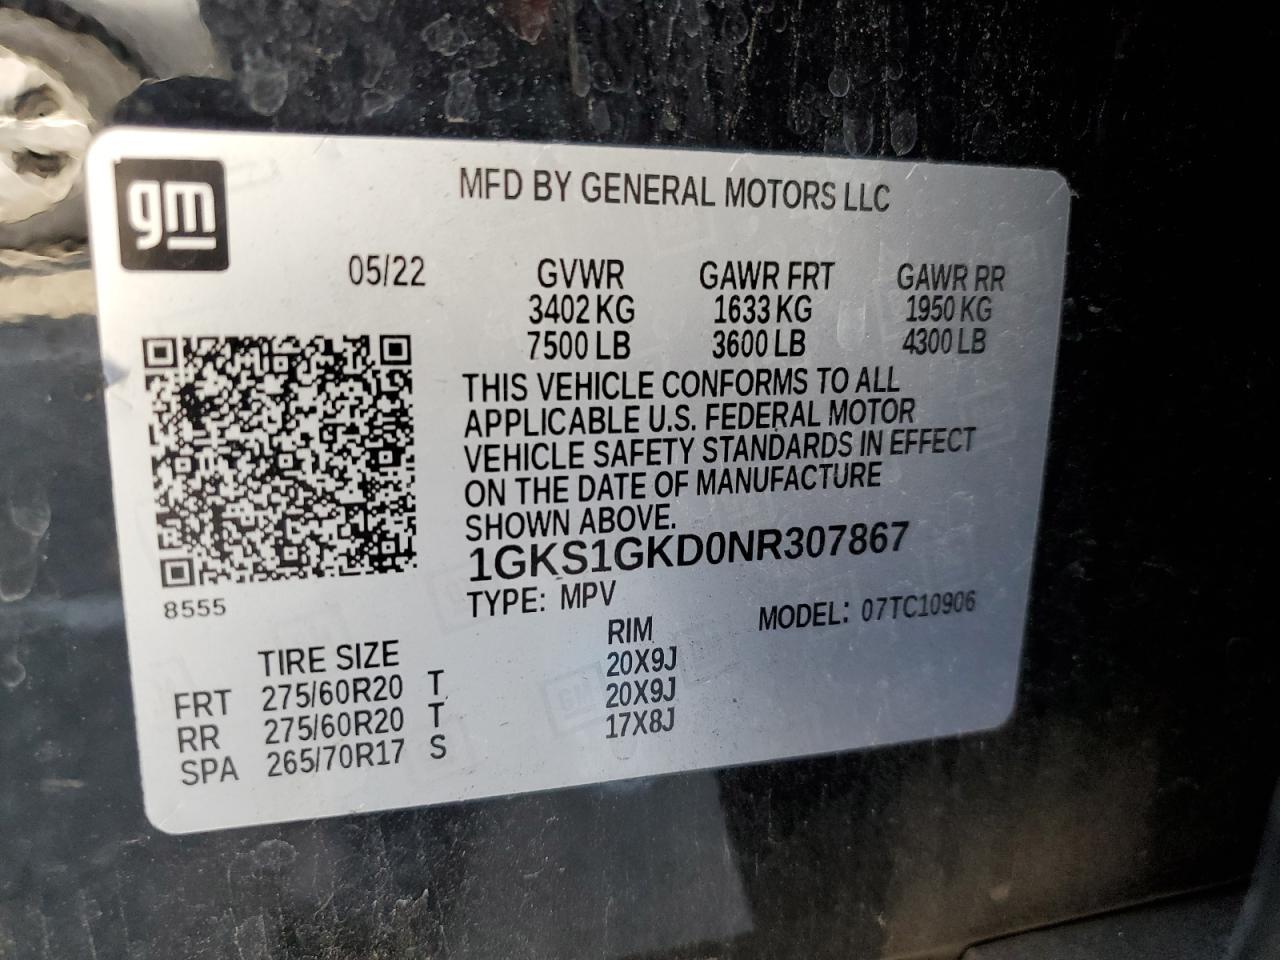 gm
MFD BY GENERAL MOTORS LLC
05/22 GVWR GAWR FRT GAWR RR
3402 KG 1633 KG 1950 KG
7500 LB 3600 LB 4300 LB
THIS VEHICLE CONFORMS TO ALL
APPLICABLE U.S. FEDERAL MOTOR
VEHICLE SAFETY STANDARDS IN EFFECT
ON THE DATE OF MANUFACTURE
SHOWN ABOVE.
1GKS1GKD0NR307867
8555
TYPE: MPV MODEL: 07TC10906
TIRE SIZE RIM
FRT 275/60R20 T 20X9J
RR 275/60R20 T 20X9J
SPA 265/70R17 S 17X8J